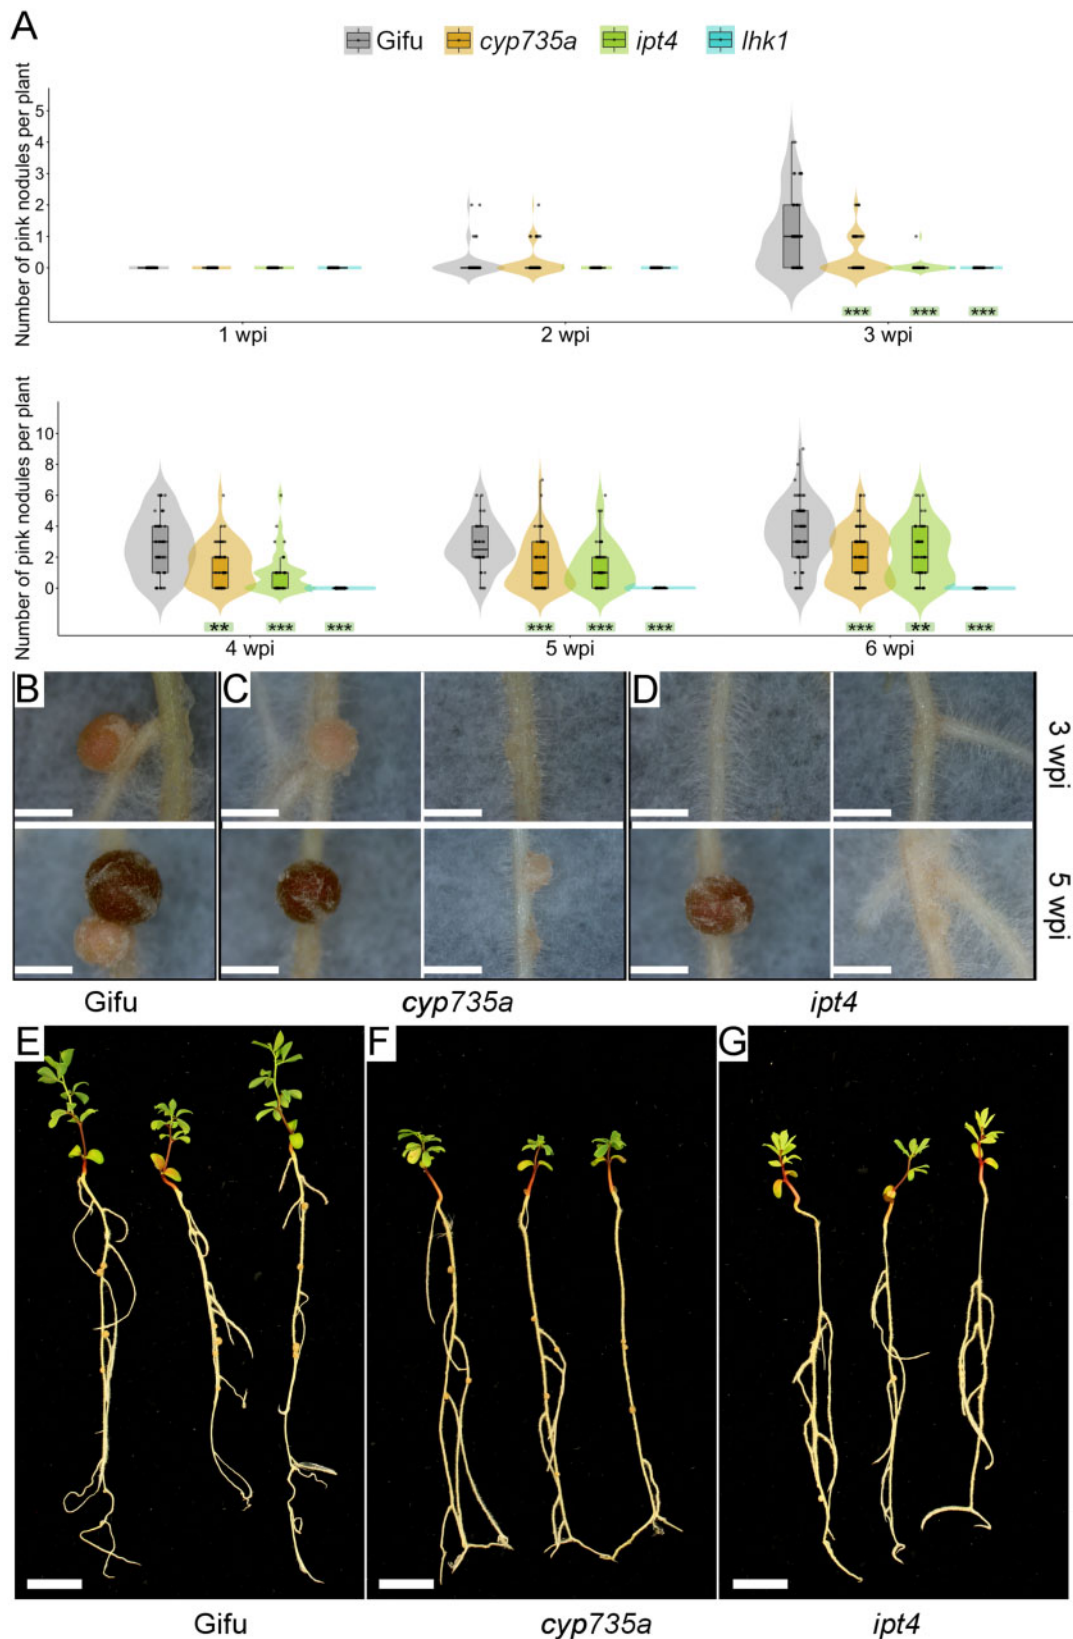 A
Gifu cyp735a ipt4 lhk1
Number of pink nodules per plant
5
4
3
2
1
0
*** *** ***
1 wpi 2 wpi 3 wpi
Number of pink nodules per plant
10
8
6
4
2
0
** *** *** *** *** *** *** ** ***
4 wpi 5 wpi 6 wpi
B C D
3 wpi
5 wpi
Gifu cyp735a ipt4
E F G
Gifu cyp735a ipt4